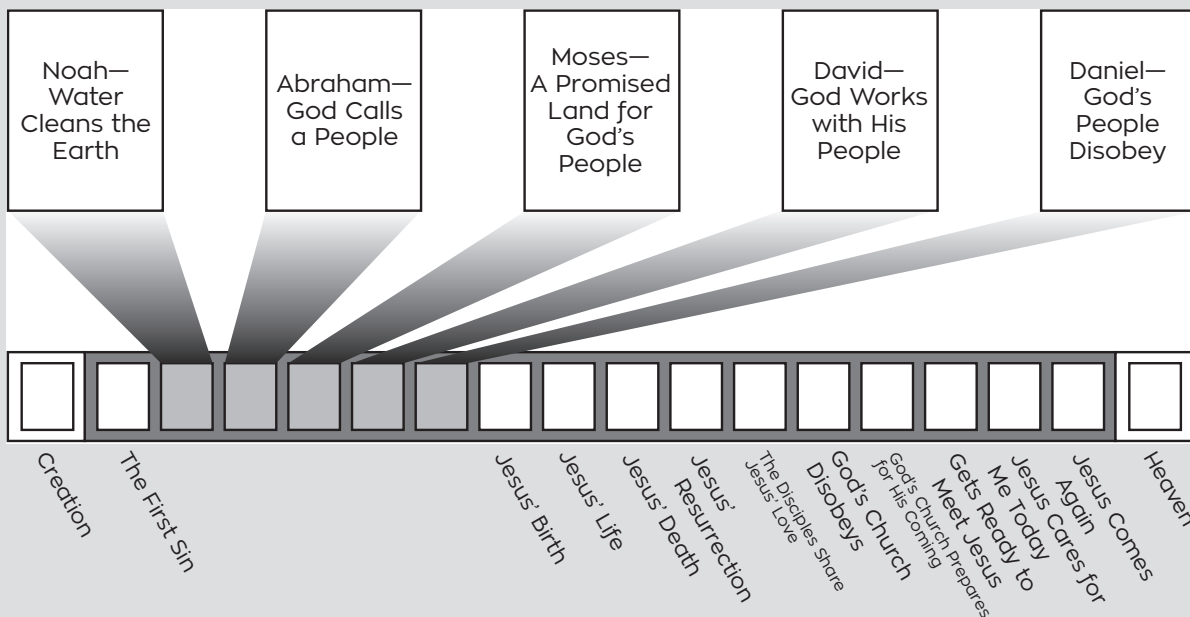 Noah—
Water
Cleans the
Earth
Abraham—
God Calls
a People
Moses—
A Promised
Land for
God's
People
David—
God Works
with His
People
Daniel—
God's
People
Disobey
Creation
The First Sin
Jesus' Birth
Jesus' Life
Jesus' Death
Jesus'
Resurrection
The Disciples Share
Jesus' Love
God's Church
Disobeys
God's Church Prepares
for His Coming
Gets Ready to
Meet Jesus
Jesus Cares for
Me Today
Jesus Comes
Again
Heaven